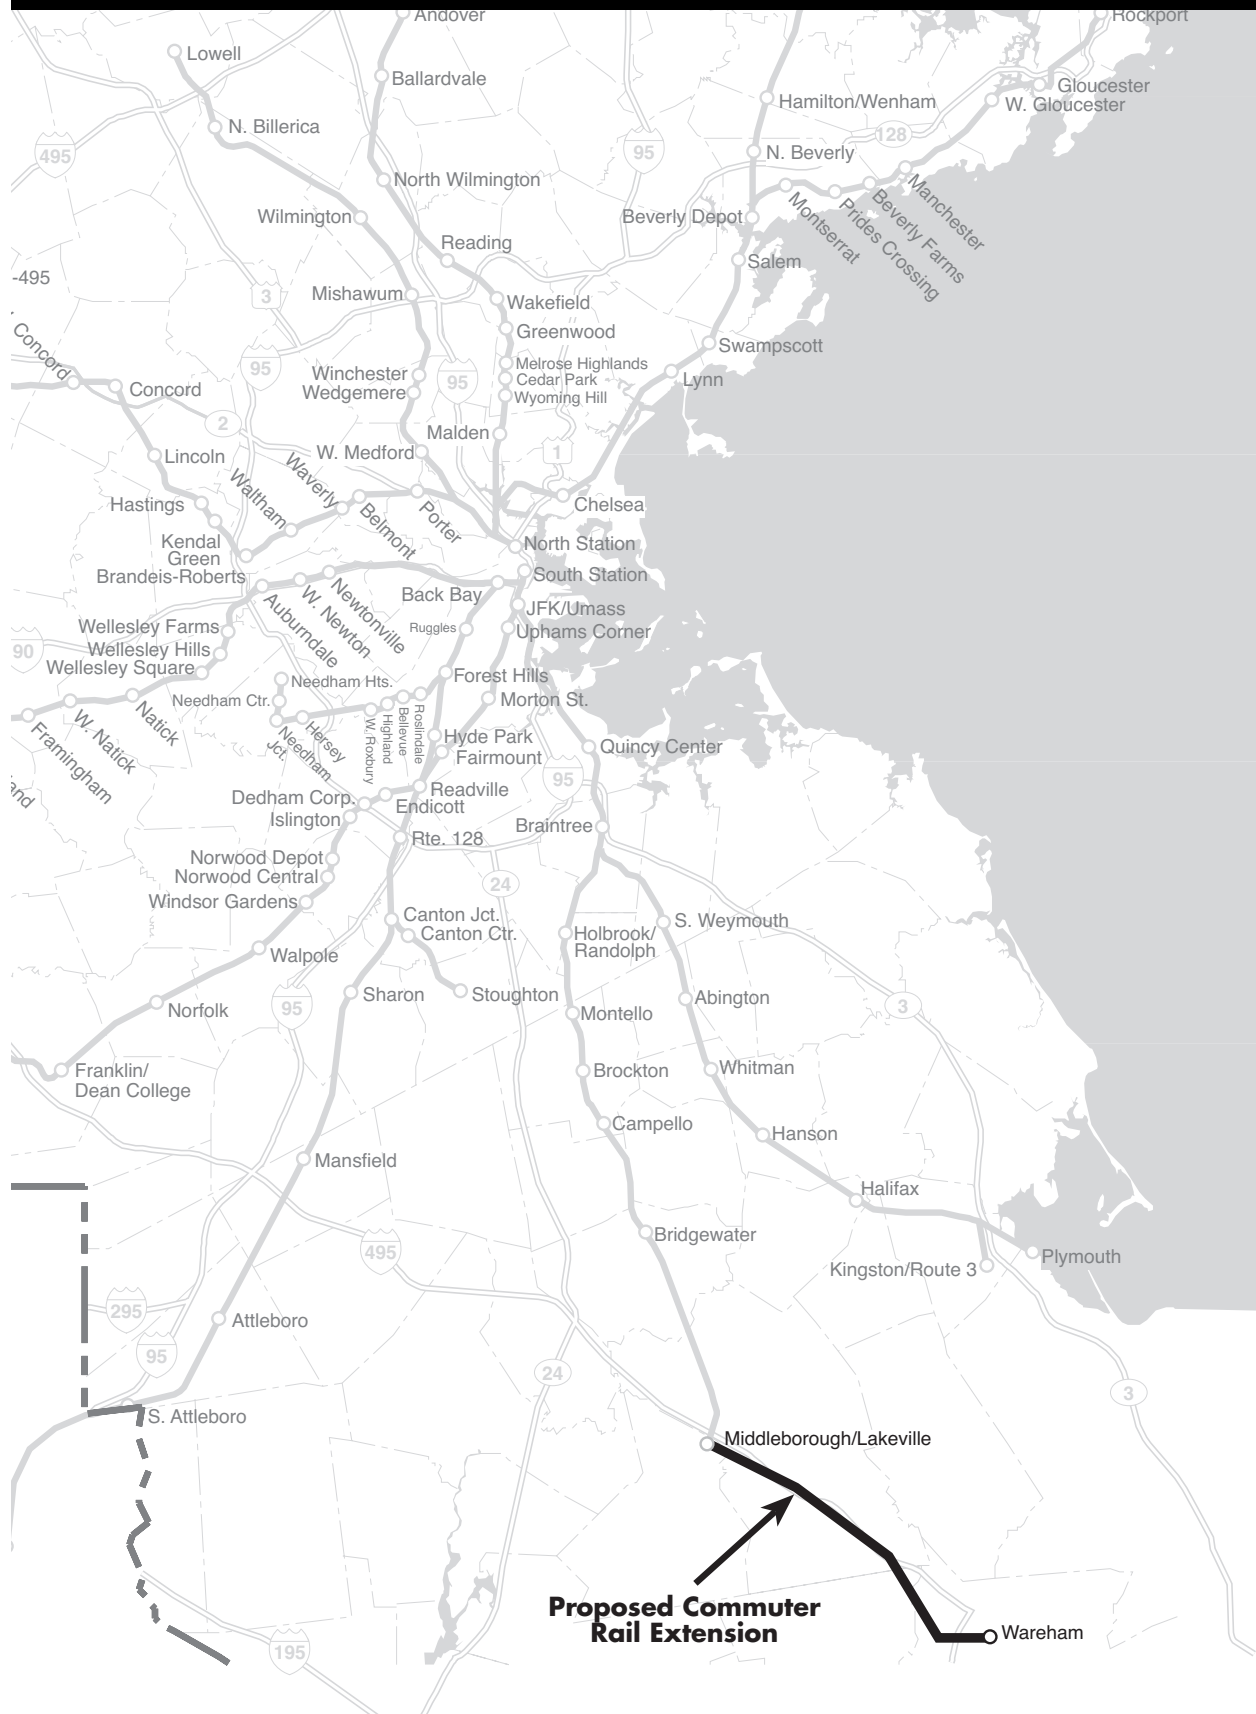 Andover
Rockport
Lowell
Ballardvale
Gloucester
Hamilton/Wenham
W. Gloucester
N. Billerica
128
495
95
N. Beverly
North Wilmington
Manchester
Beverly Farms
Prides Crossing
Montserrat
Wilmington
Beverly Depot
Reading
Salem
-495
3
Mishawum
Wakefield
Greenwood
Swampscott
Concord
95
Winchester
Wedgemere
95
Melrose Highlands
Cedar Park
Wyoming Hill
Lynn
Concord
2
Malden
1
W. Medford
Lincoln
Waverly
Waltham
Hastings
Belmont
Porter
Chelsea
Kendal
Green
North Station
Brandeis-Roberts
South Station
Back Bay
JFK/Umass
Newtonville
W. Newton
Auburndale
Ruggles
Uphams Corner
Wellesley Farms
90
Wellesley Hills
Wellesley Square
Forest Hills
Needham Hts.
Needham Ctr.
Morton St.
Natick
W. Natick
Framingham
Hersey
Needham
Jct.
W. Roxbury
Highland
Bellevue
Roslindale
Hyde Park
Fairmount
Quincy Center
95
and
Readville
Dedham Corp.
Endicott
Islington
Braintree
Rte. 128
Norwood Depot
Norwood Central
24
Windsor Gardens
Canton Jct.
Canton Ctr.
S. Weymouth
Holbrook/
Randolph
Walpole
Sharon
Stoughton
Abington
Norfolk
95
Montello
3
Franklin/
Dean College
Brockton
Whitman
Campello
Hanson
Mansfield
Halifax
Bridgewater
495
Plymouth
Kingston/Route 3
295
Attleboro
95
24
3
S. Attleboro
Middleborough/Lakeville
Proposed Commuter
Rail Extension
Wareham
195